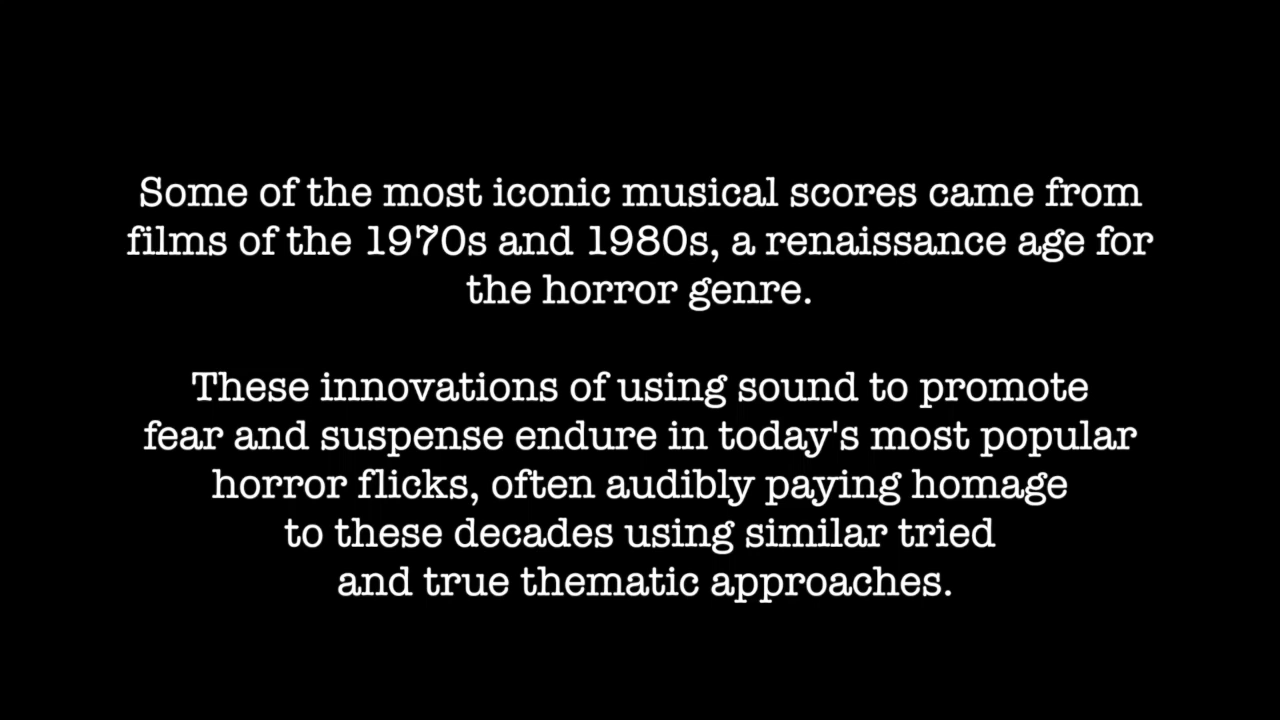 Some of the most iconic musical scores came from
films of the 1970s and 1980s, a renaissance age for
the horror genre.
These innovations of using sound to promote
fear and suspense endure in today's most popular
horror flicks, often audibly paying homage
to these decades using similar tried
and true thematic approaches.